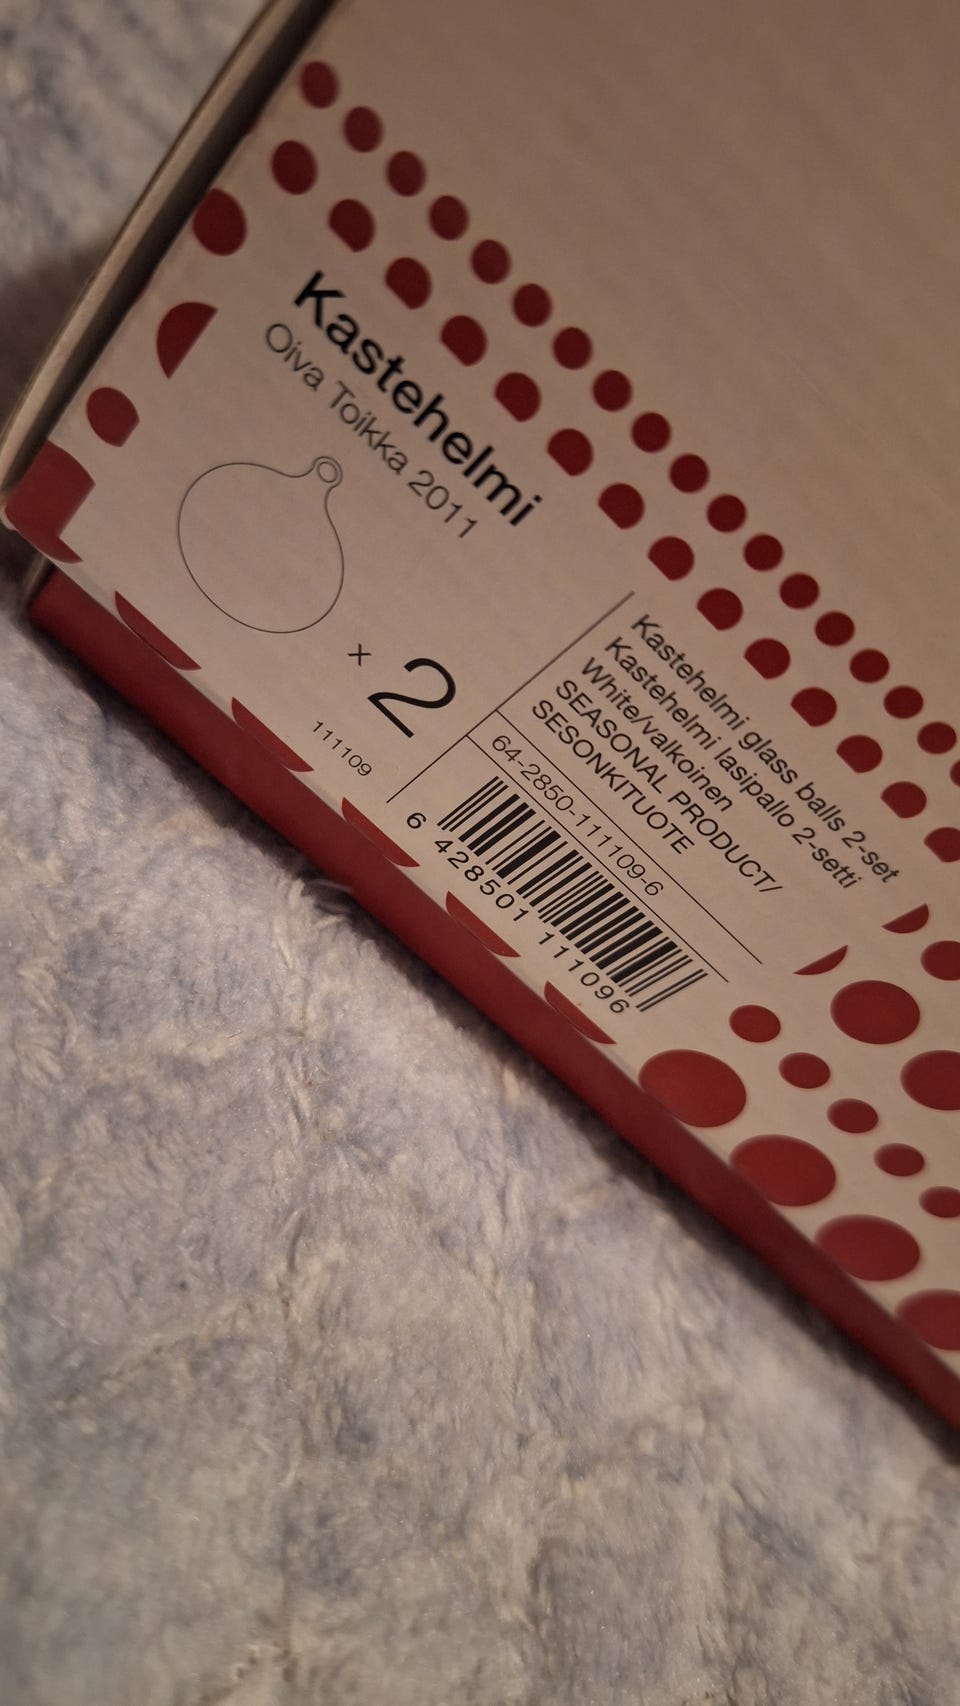 Kastehelmi
Oiva Toikka 2011
x 2
111109
Kastehelmi glass balls 2-set
Kastehelmi lasipallo 2-setti
White/valkoinen
SEASONAL PRODUCT/
SESONKITUOTE
64-2850-111109-6
6 428501 111096